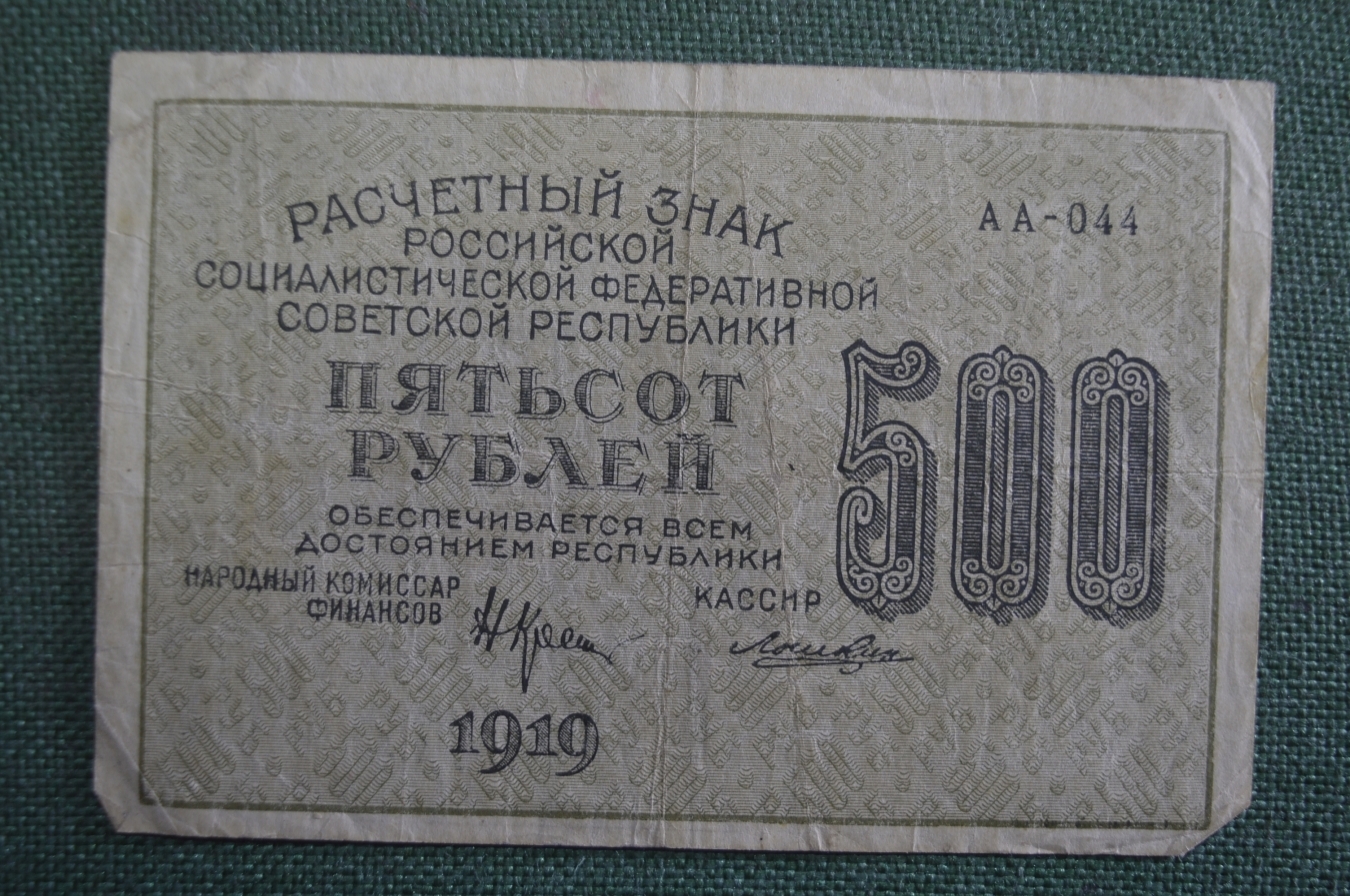 РАСЧЕТНЫЙ ЗНАК
РОССИЙСКОЙ
СОЦИАЛИСТИЧЕСКОЙ ФЕДЕРАТИВНОЙ
СОВЕТСКОЙ РЕСПУБЛИКИ
АА-044
ПЯТЬСОТ
РУБЛЕЙ
500
ОБЕСПЕЧИВАЕТСЯ ВСЕМ
ДОСТОЯНИЕМ РЕСПУБЛИКИ
НАРОДНЫЙ КОМИССАР
ФИНАНСОВ
КАССИР
1919